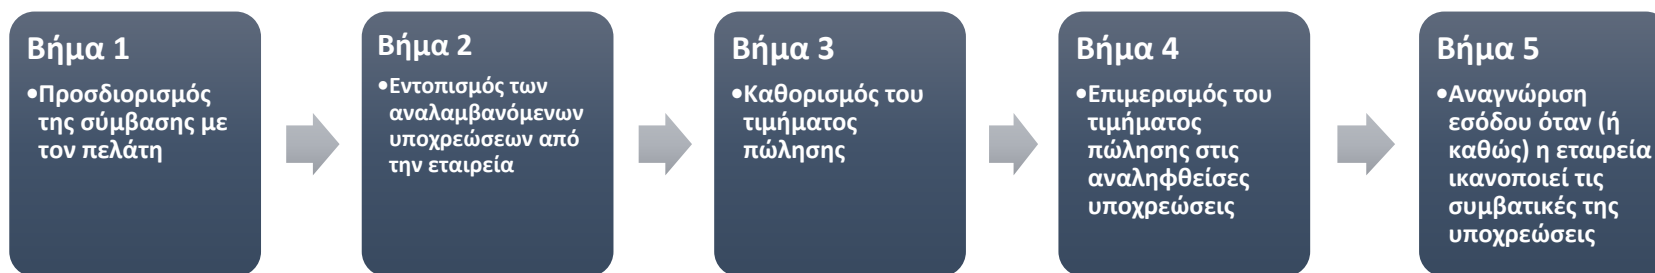 Βήμα 1
•Προσδιορισμός
της σύμβασης με
τον πελάτη
Βήμα 2
•Εντοπισμός των
αναλαμβανόμενων
υποχρεώσεων από
την εταιρεία
Βήμα 3
•Καθορισμός του
τιμήματος
πώλησης
Βήμα 4
•Επιμερισμός του
τιμήματος
πώλησης στις
αναληφθείσες
υποχρεώσεις
Βήμα 5
•Αναγνώριση
εσόδου όταν (ή
καθώς) η εταιρεία
ικανοποιεί τις
συμβατικές της
υποχρεώσεις